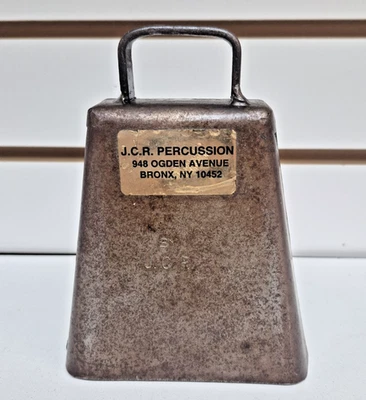 J.C.R. PERCUSSION
948 OGDEN AVENUE
BRONX, NY 10452